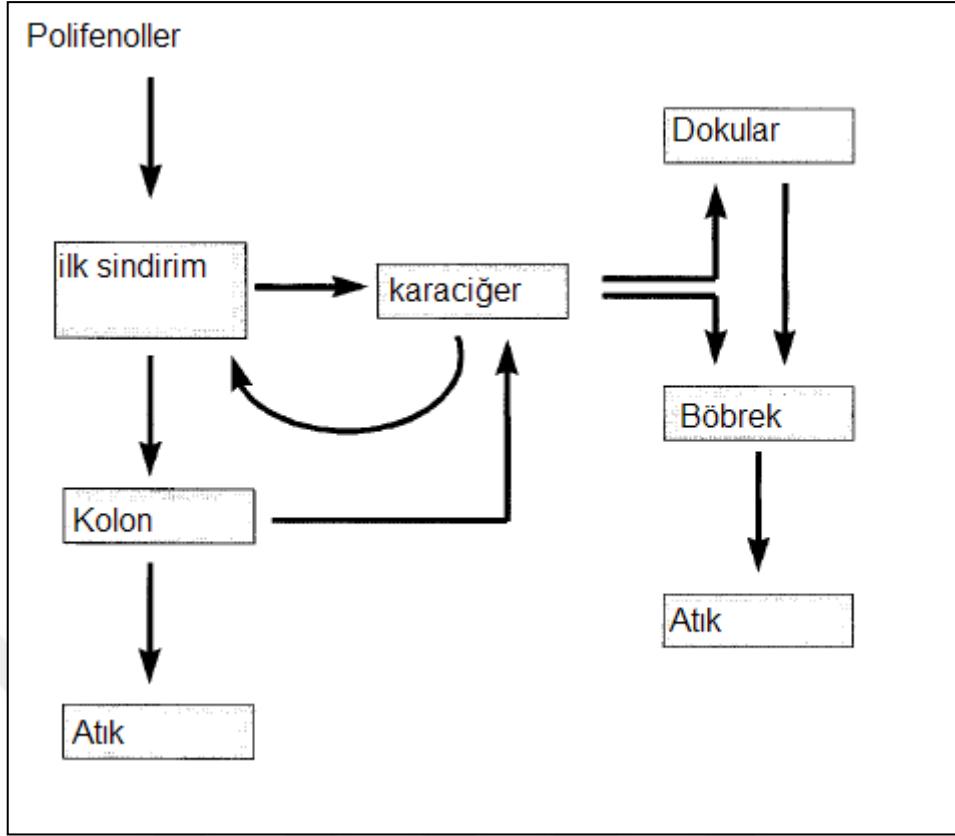 Polifenoller
Dokular
ilk sindirim
karaciğer
Böbrek
Kolon
Atık
Atık